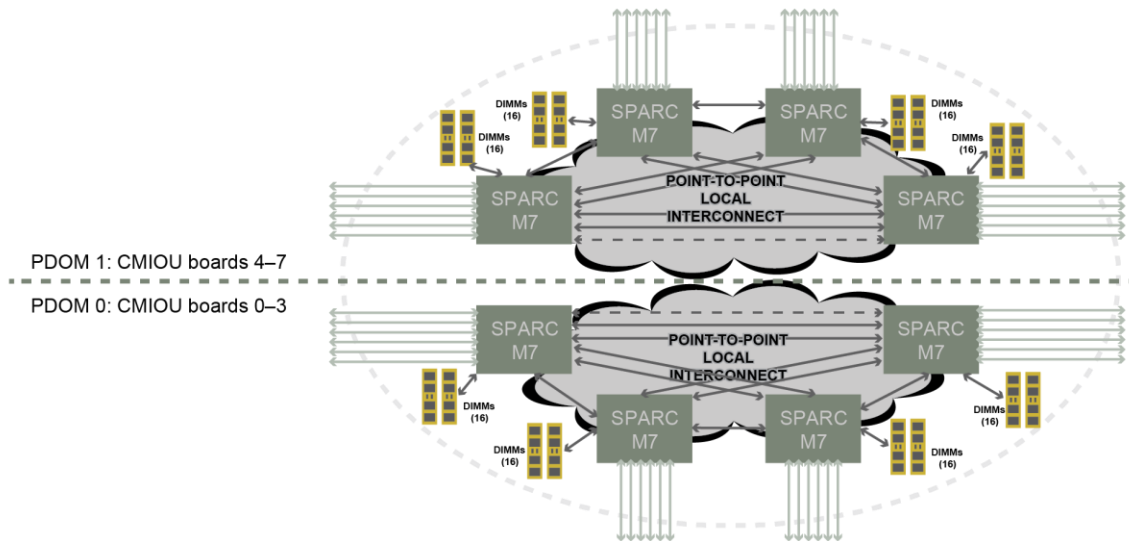 SPARC
M7
SPARC
M7
DIMMs
(16)
DIMMs
(16)
DIMMs
(16)
DIMMs
(16)
SPARC
M7
POINT-TO-POINT
LOCAL
INTERCONNECT
SPARC
M7
PDOM 1: CMIOU boards 4–7
PDOM 0: CMIOU boards 0–3
SPARC
M7
POINT-TO-POINT
LOCAL
INTERCONNECT
SPARC
M7
DIMMs
(16)
SPARC
M7
SPARC
M7
DIMMs
(16)
DIMMs
(16)
DIMMs
(16)